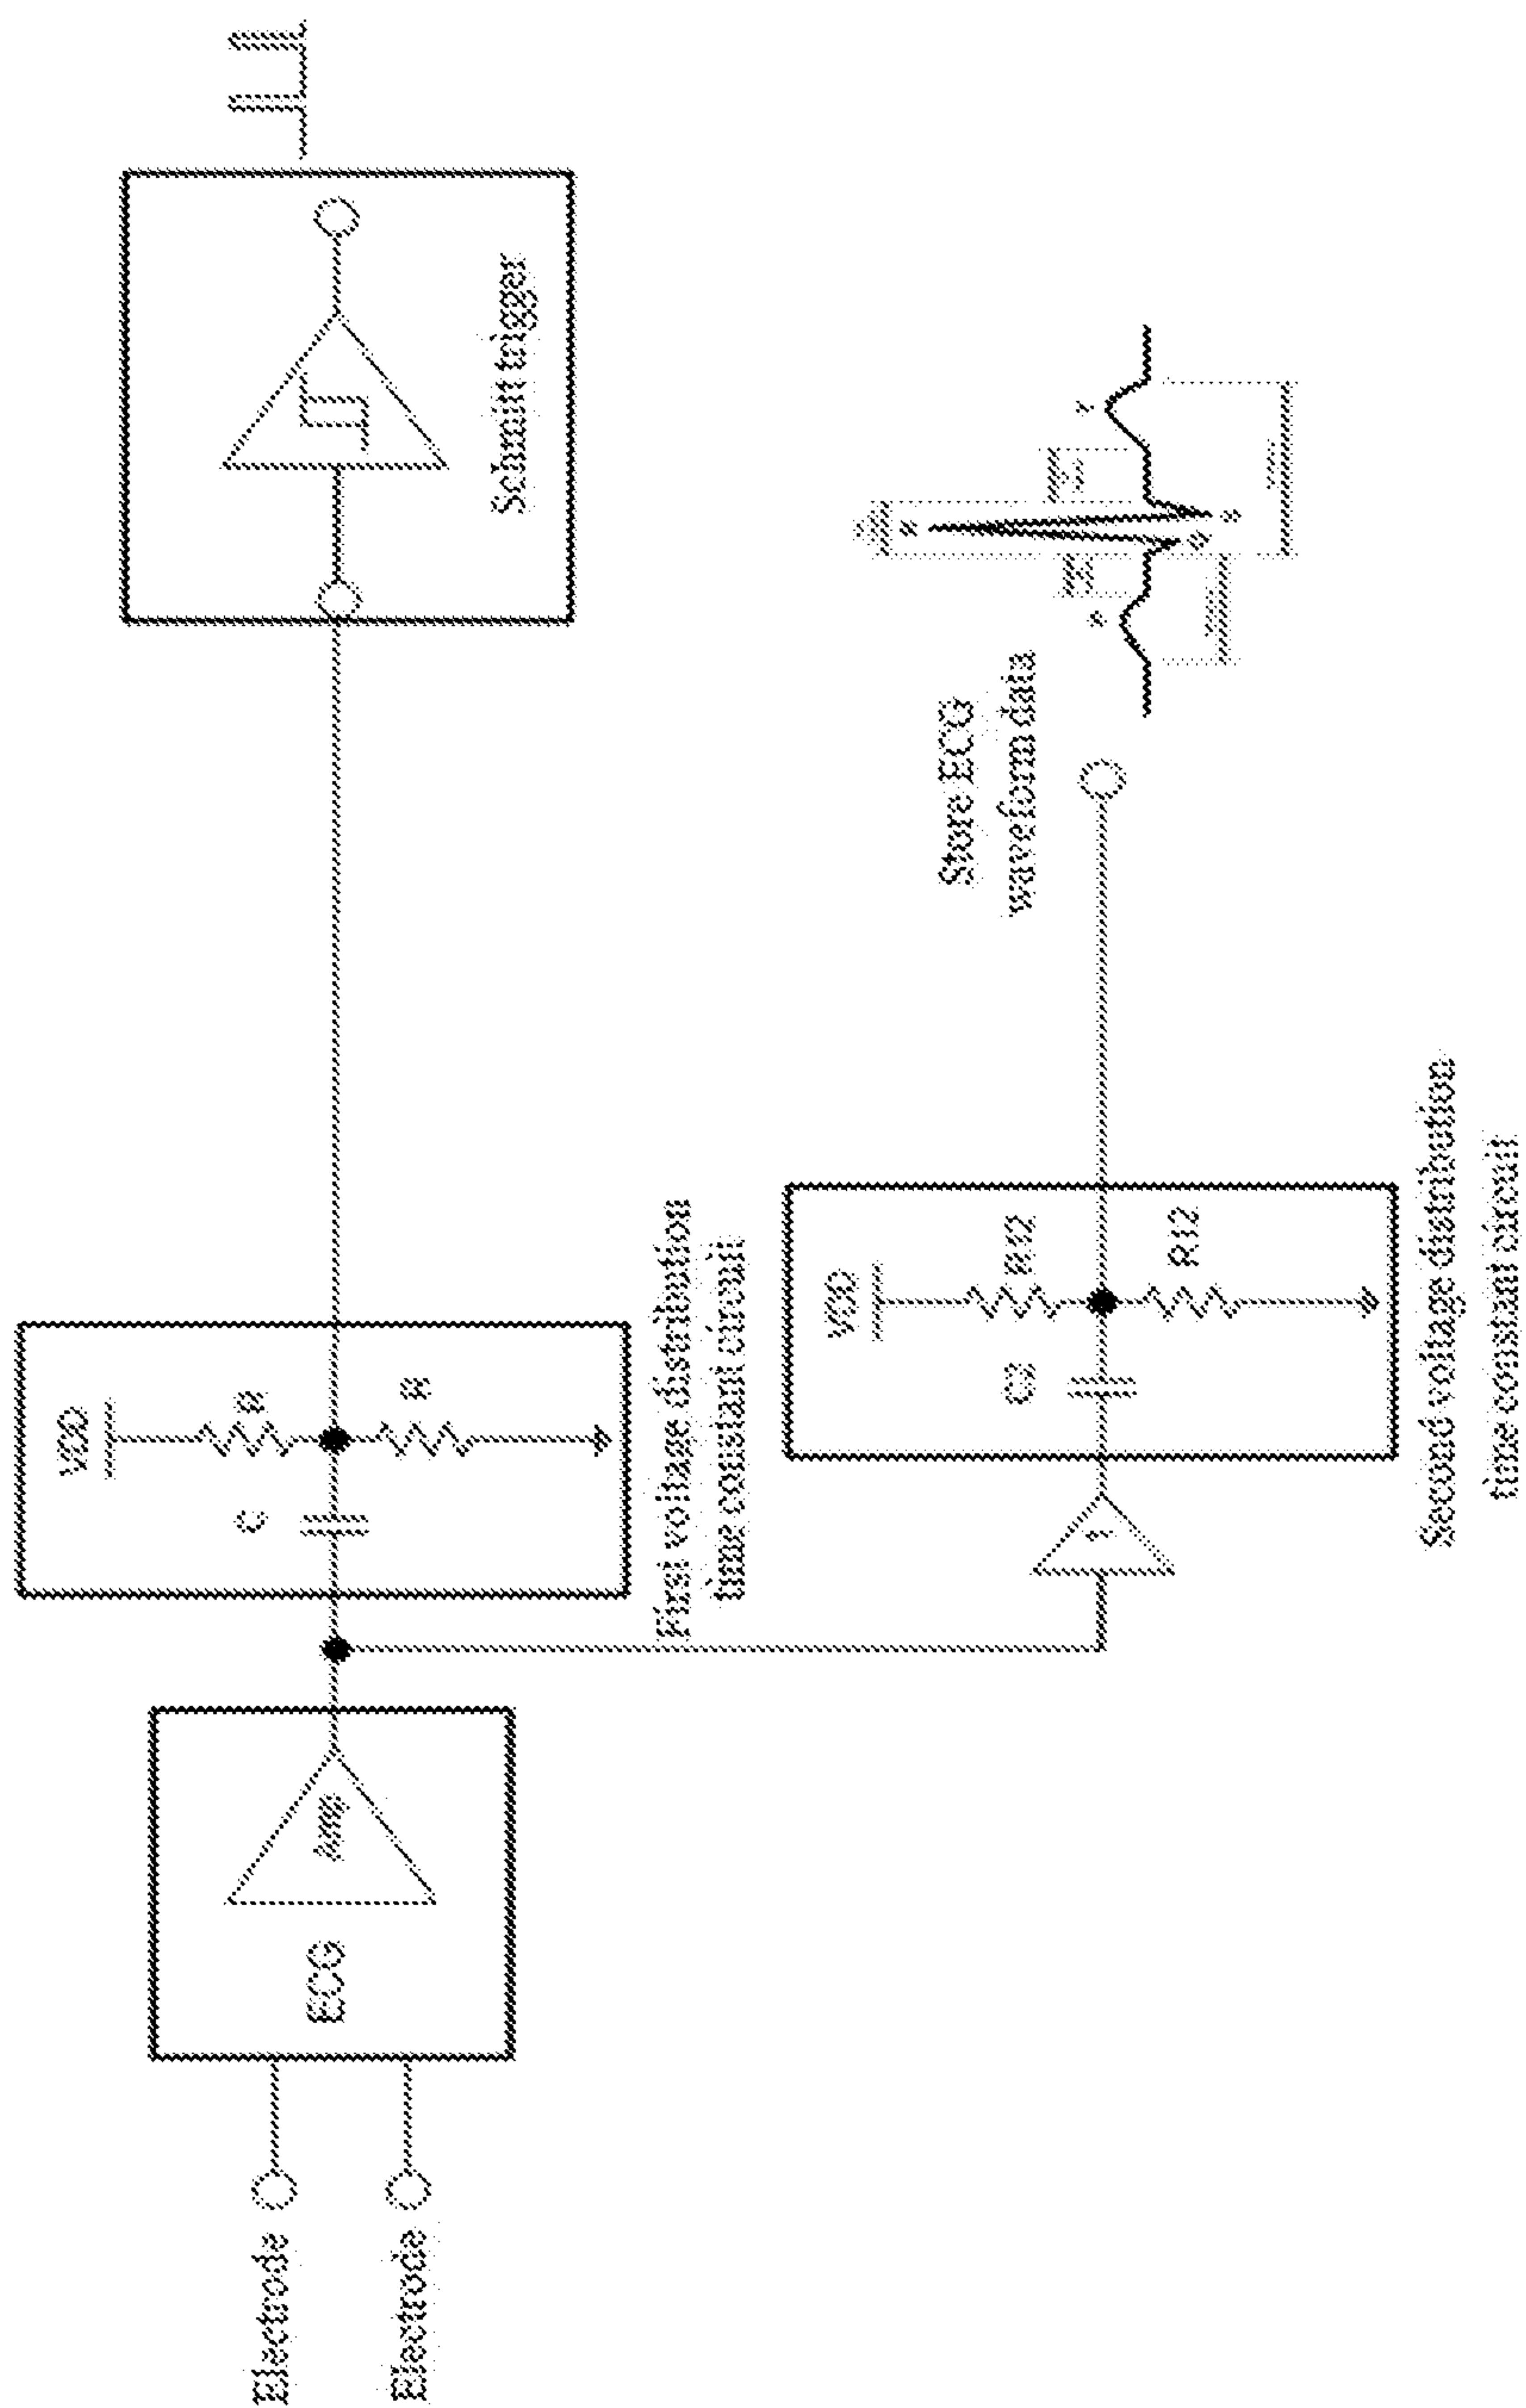 Electrode
Electrode
ECG
Amp
VDD
C
R
R
First voltage distribution
time constant circuit
Schmitt trigger
VDD
R12
R12
Second voltage distribution
time constant circuit
Store ECG
waveform data
P
Q
R
S
T